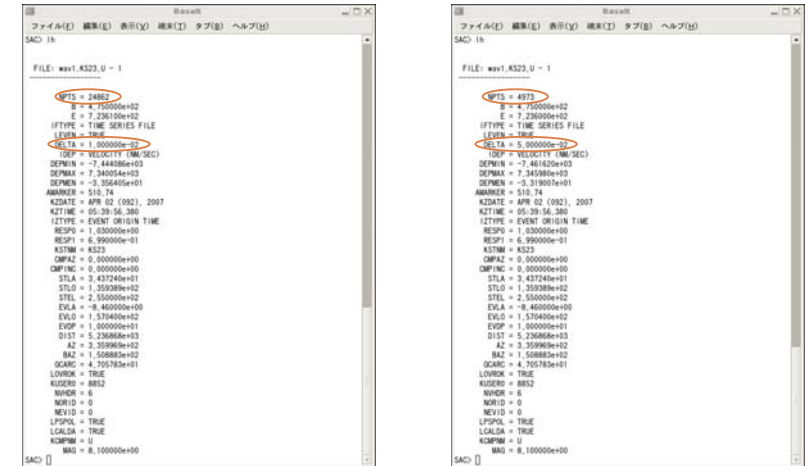 Basalt
ファイル(F) 編集(E) 表示(V) 端末(T) タブ(B) ヘルプ(H)
SAC> lh
FILE: wav1.KS23.U - 1
-----------------
NPTS = 24862
B = 4.750000e+02
E = 7.236100e+02
IFTYPE = TIME SERIES FILE
LEVEN = TRUE
DELTA = 1.000000e-02
IDEP = VELOCITY (NM/SEC)
DEPMIN = -7.444086e+03
DEPMAX = 7.340054e+03
DEPMEN = -3.356405e+01
AMARKER = 510.74
KZDATE = APR 02 (092), 2007
KZTIME = 05:39:56.380
IZTYPE = EVENT ORIGIN TIME
RESP0 = 1.030000e+00
RESP1 = 6.990000e-01
KSTNM = KS23
CMPAZ = 0.000000e+00
CMPINC = 0.000000e+00
STLA = 3.437240e+01
STLO = 1.359389e+02
STEL = 2.550000e+02
EVLA = -8.460000e+00
EVLO = 1.570400e+02
EVDP = 1.000000e+01
DIST = 5.236868e+03
AZ = 3.359969e+02
BAZ = 1.508883e+02
GCARC = 4.705783e+01
LOVROK = TRUE
KUSER0 = 8852
NVHDR = 6
NORID = 0
NEVID = 0
LPSPOL = TRUE
LCALDA = TRUE
KCMPNM = U
MAG = 8.100000e+00
SAC>
Basalt
ファイル(F) 編集(E) 表示(V) 端末(T) タブ(B) ヘルプ(H)
SAC> lh
FILE: wav1.KS23.U - 1
-----------------
NPTS = 4973
B = 4.750000e+02
E = 7.236000e+02
IFTYPE = TIME SERIES FILE
LEVEN = TRUE
DELTA = 5.000000e-02
IDEP = VELOCITY (NM/SEC)
DEPMIN = -7.461620e+03
DEPMAX = 7.345980e+03
DEPMEN = -3.319007e+01
AMARKER = 510.74
KZDATE = APR 02 (092), 2007
KZTIME = 05:39:56.380
IZTYPE = EVENT ORIGIN TIME
RESP0 = 1.030000e+00
RESP1 = 6.990000e-01
KSTNM = KS23
CMPAZ = 0.000000e+00
CMPINC = 0.000000e+00
STLA = 3.437240e+01
STLO = 1.359389e+02
STEL = 2.550000e+02
EVLA = -8.460000e+00
EVLO = 1.570400e+02
EVDP = 1.000000e+01
DIST = 5.236868e+03
AZ = 3.359969e+02
BAZ = 1.508883e+02
GCARC = 4.705783e+01
LOVROK = TRUE
KUSER0 = 8852
NVHDR = 6
NORID = 0
NEVID = 0
LPSPOL = TRUE
LCALDA = TRUE
KCMPNM = U
MAG = 8.100000e+00
SAC>